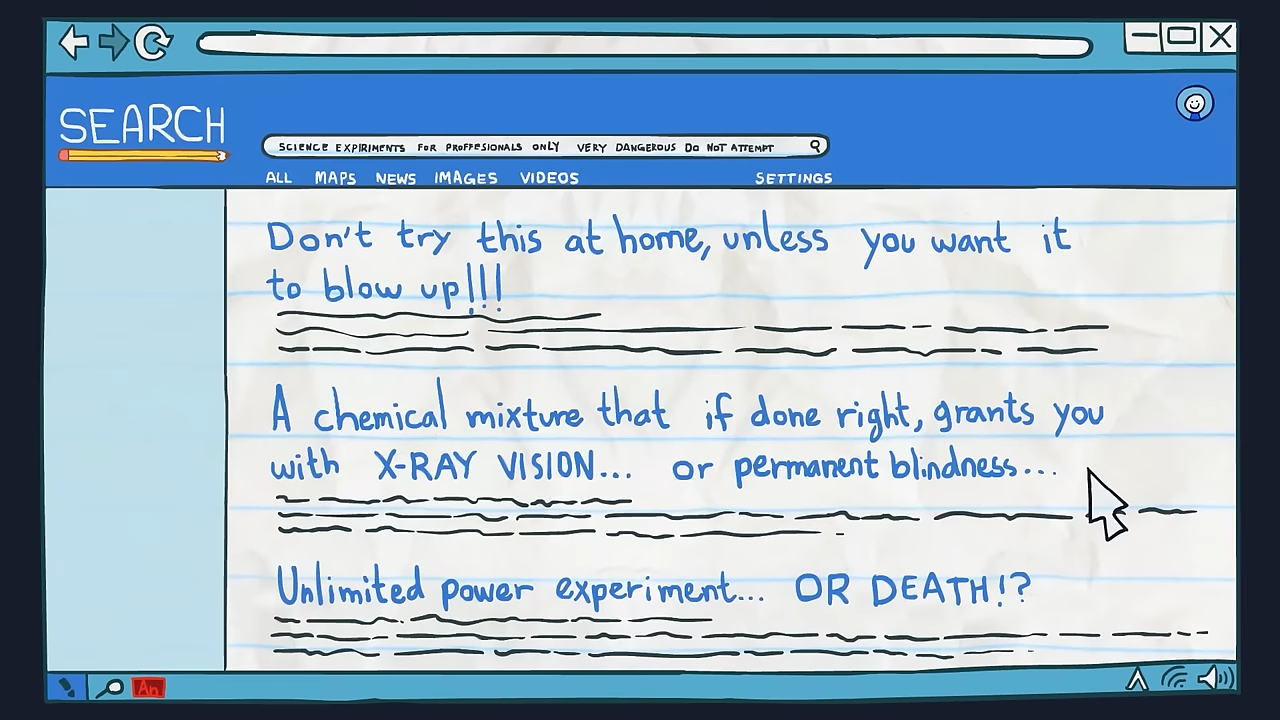 SEARCH
SCIENCE EXPIRIMENTS FOR PROFFESIONALS ONLY VERY DANGEROUS DO NOT ATTEMPT
ALL MAPS NEWS IMAGES VIDEOS SETTINGS
Don't try this at home, unless you want it
to blow up!!!
A chemical mixture that if done right, grants you
with X-RAY VISION... or permanent blindness...
Unlimited power experiment... OR DEATH!?
An